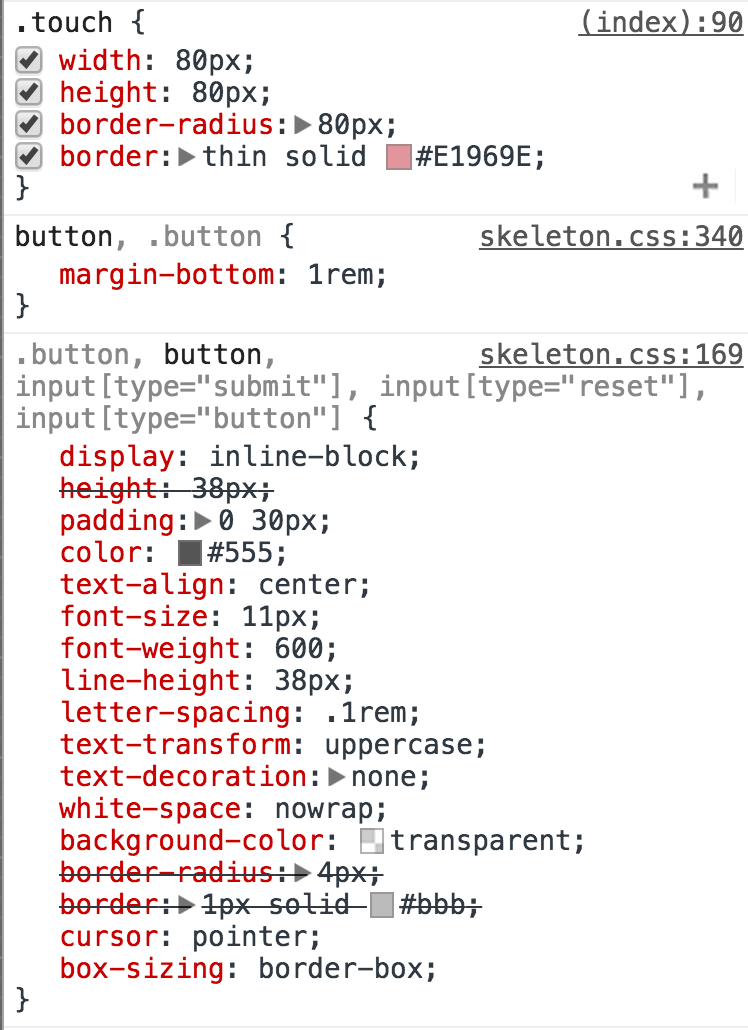 .touch { (index):90
width: 80px;
height: 80px;
border-radius: 80px;
border: thin solid #E1969E;
}
button, .button { skeleton.css:340
margin-bottom: 1rem;
}
.button, button, skeleton.css:169
input[type="submit"], input[type="reset"],
input[type="button"] {
display: inline-block;
height: 38px;
padding: 0 30px;
color: #555;
text-align: center;
font-size: 11px;
font-weight: 600;
line-height: 38px;
letter-spacing: .1rem;
text-transform: uppercase;
text-decoration: none;
white-space: nowrap;
background-color: transparent;
border-radius: 4px;
border: 1px solid #bbb;
cursor: pointer;
box-sizing: border-box;
}